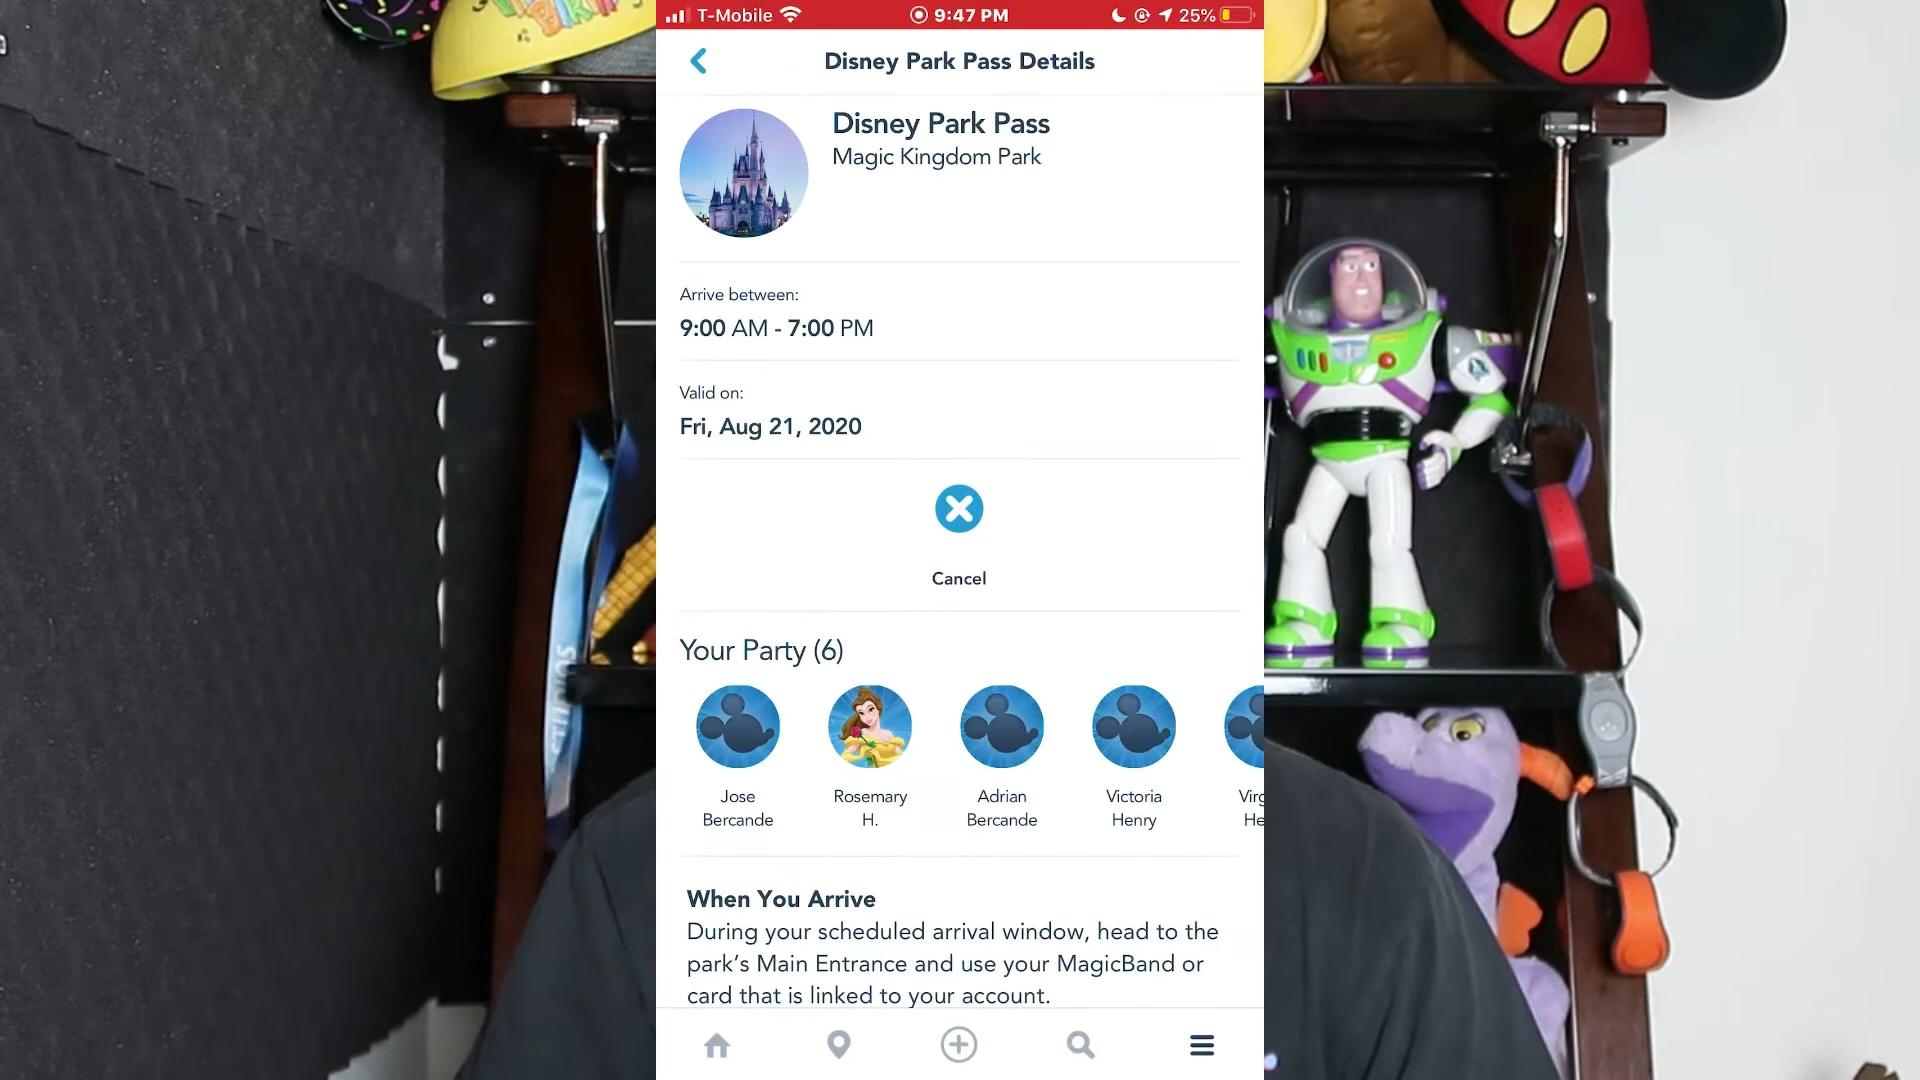 T-Mobile 9:47 PM 25%
Disney Park Pass Details
Disney Park Pass
Magic Kingdom Park
Arrive between:
9:00 AM - 7:00 PM
Valid on:
Fri, Aug 21, 2020
Cancel
Your Party (6)
Jose
Bercande
Rosemary
H.
Adrian
Bercande
Victoria
Henry
Virg
He
When You Arrive
During your scheduled arrival window, head to the
park's Main Entrance and use your MagicBand or
card that is linked to your account.